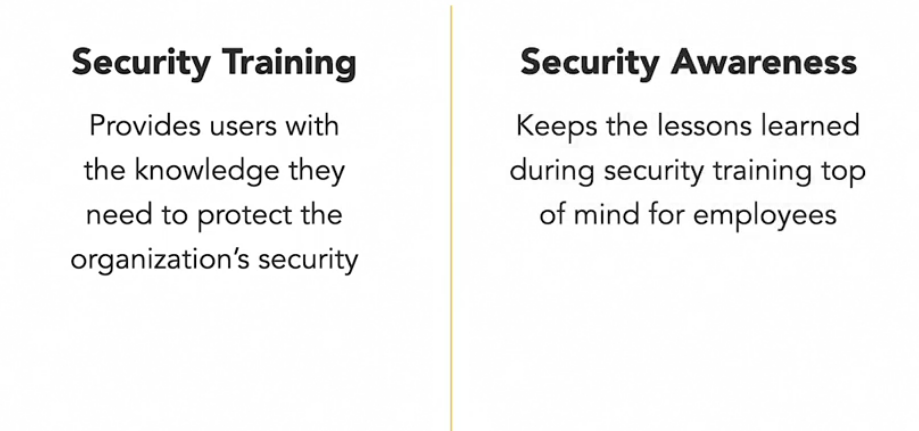 Security Training
Provides users with
the knowledge they
need to protect the
organization's security
Security Awareness
Keeps the lessons learned
during security training top
of mind for employees